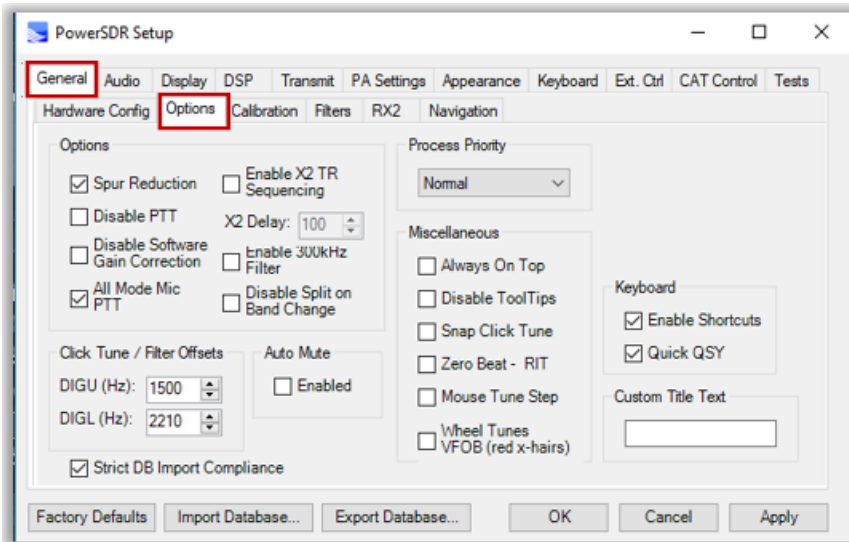 PowerSDR Setup
General Audio Display DSP Transmit PA Settings Appearance Keyboard Ext. Ctrl CAT Control Tests
Hardware Config Options Calibration Filters RX2 Navigation
Options
Spur Reduction
Disable PTT
Disable Software
Gain Correction
All Mode Mic
PTT
Enable X2 TR
Sequencing
X2 Delay: 100
Enable 300kHz
Filter
Disable Split on
Band Change
Process Priority
Normal
Miscellaneous
Always On Top
Disable ToolTips
Snap Click Tune
Zero Beat - RIT
Mouse Tune Step
Wheel Tunes
VFOB (red x-hairs)
Keyboard
Enable Shortcuts
Quick QSY
Custom Title Text
Click Tune / Filter Offsets
DIGU (Hz): 1500
DIGL (Hz): 2210
Auto Mute
Enabled
Strict DB Import Compliance
Factory Defaults Import Database... Export Database... OK Cancel Apply